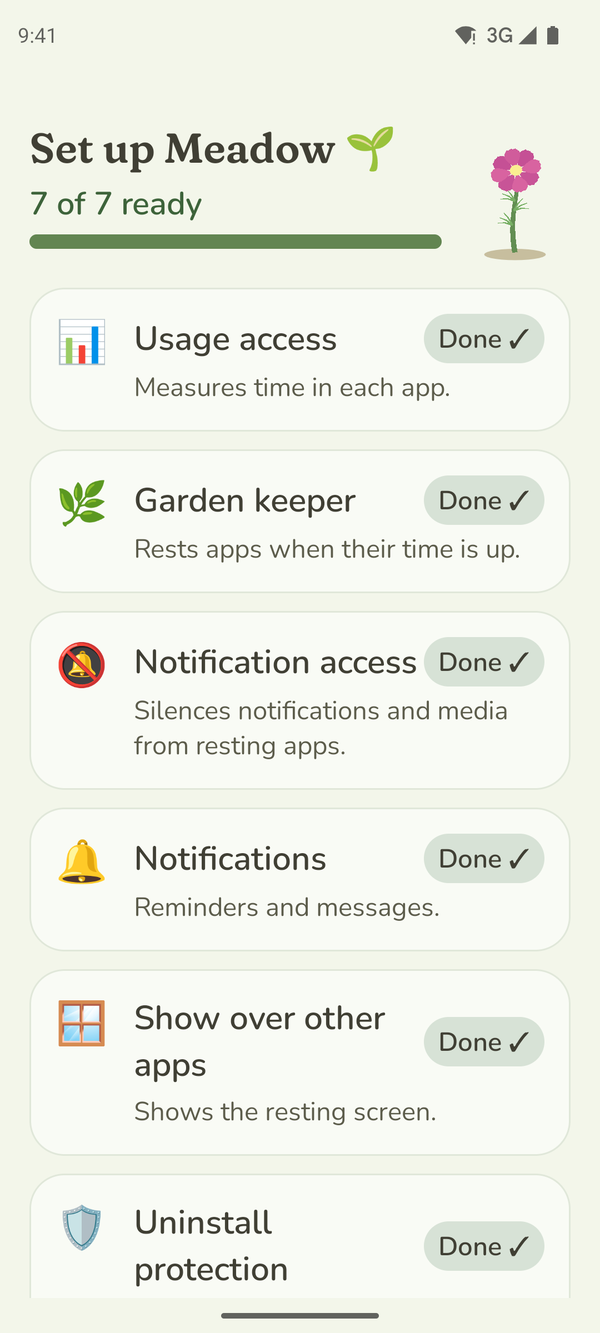 9:41
3G
Set up Meadow 🌱
7 of 7 ready
Usage access
Done ✓
Measures time in each app.
Garden keeper
Done ✓
Rests apps when their time is up.
Notification access
Done ✓
Silences notifications and media
from resting apps.
Notifications
Done ✓
Reminders and messages.
Show over other
apps
Done ✓
Shows the resting screen.
Uninstall
protection
Done ✓